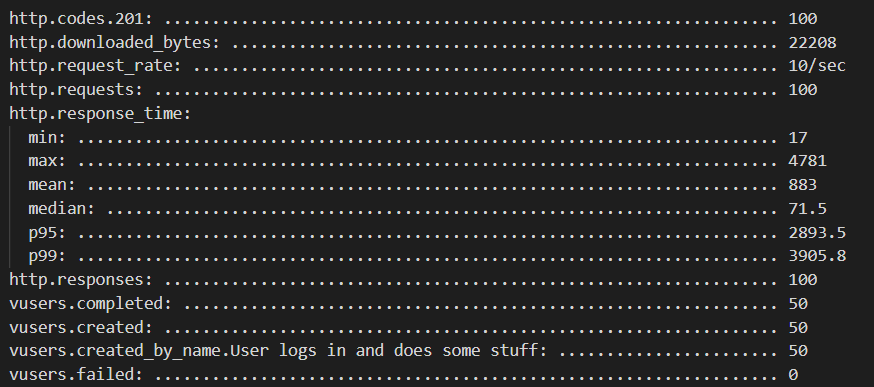 http.codes.201: ................................................................ 100
http.downloaded_bytes: ......................................................... 22208
http.request_rate: ............................................................. 10/sec
http.requests: ................................................................. 100
http.response_time:
min: ......................................................................... 17
max: ......................................................................... 4781
mean: ........................................................................ 883
median: ...................................................................... 71.5
p95: ......................................................................... 2893.5
p99: ......................................................................... 3905.8
http.responses: ................................................................ 100
vusers.completed: .............................................................. 50
vusers.created: ................................................................ 50
vusers.created_by_name.User logs in and does some stuff: ....................... 50
vusers.failed: ................................................................. 0